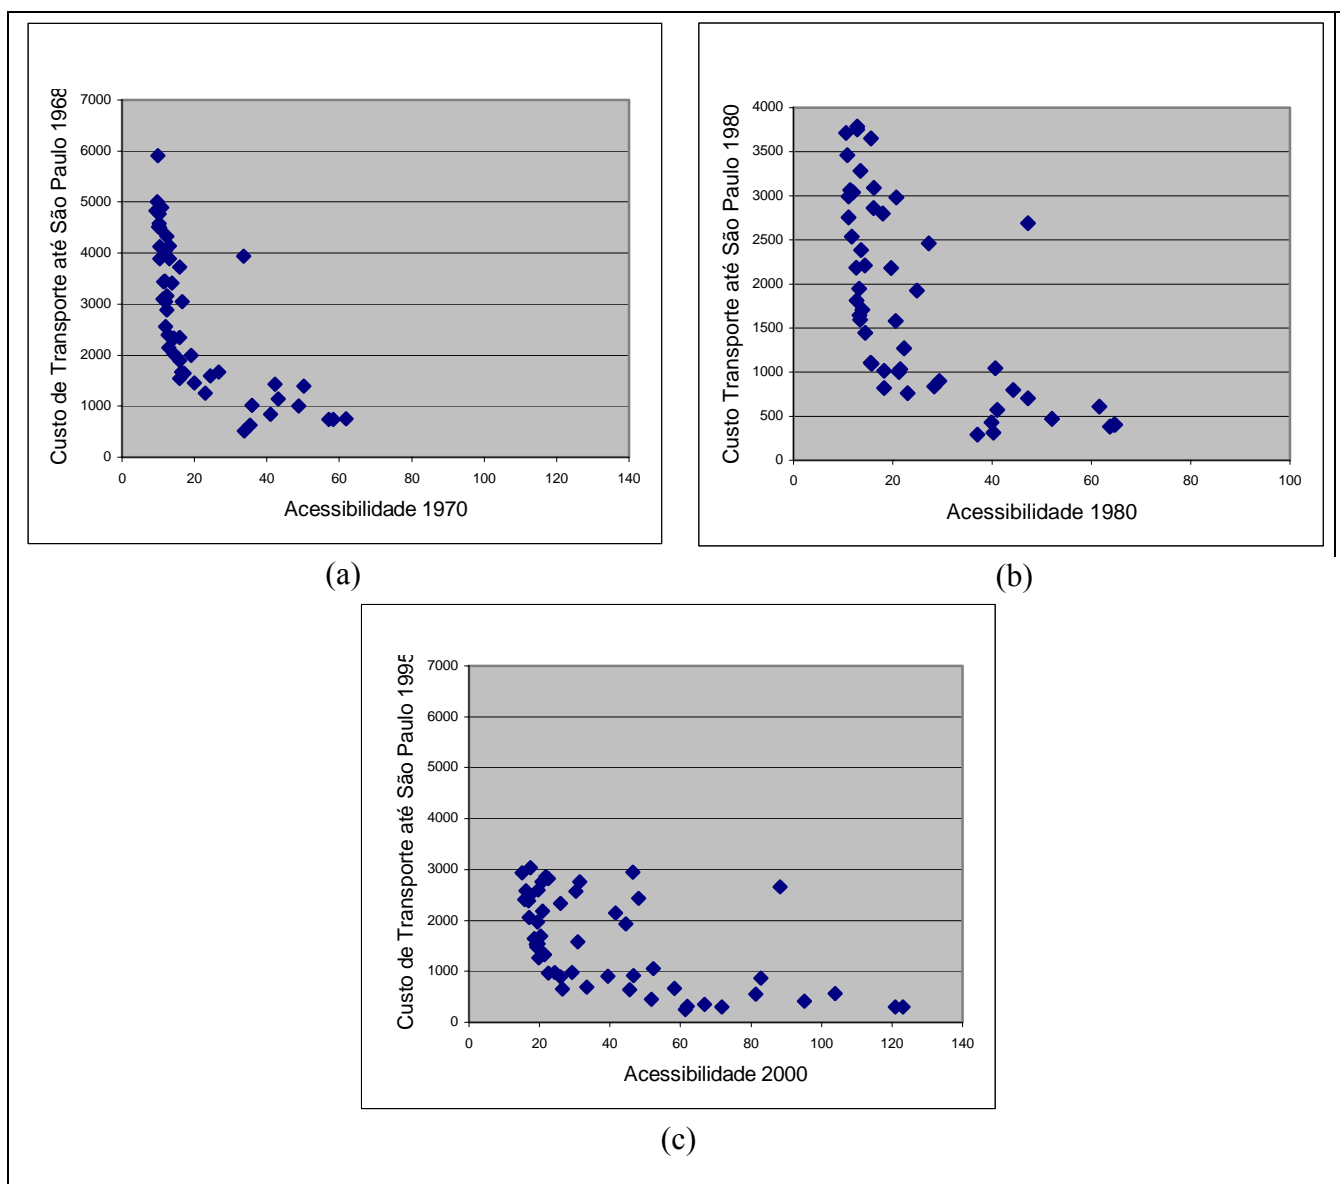 Custo de Transporte até São Paulo 1968
7000
6000
5000
4000
3000
2000
1000
0
0 20 40 60 80 100 120 140
Acessibilidade 1970
(a)
Custo Transporte até São Paulo 1980
4000
3500
3000
2500
2000
1500
1000
500
0
0 20 40 60 80 100
Acessibilidade 1980
(b)
Custo de Transporte até São Paulo 1995
7000
6000
5000
4000
3000
2000
1000
0
0 20 40 60 80 100 120 140
Acessibilidade 2000
(c)